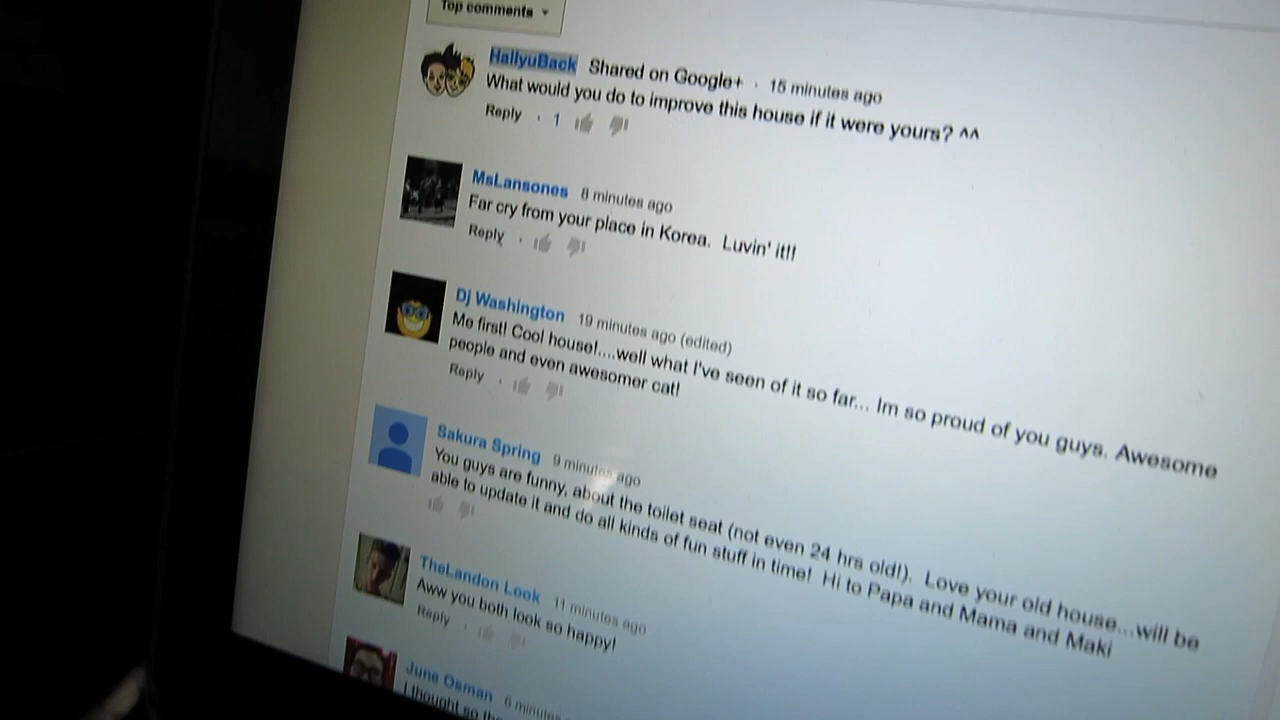 Top comments
HallyuBack Shared on Google+ · 15 minutes ago
What would you do to improve this house if it were yours? ^^
Reply · 1
MsLansones 8 minutes ago
Far cry from your place in Korea. Luvin' it!!
Reply ·
Dj Washington 19 minutes ago (edited)
Me first! Cool house!....well what I've seen of it so far... Im so proud of you guys. Awesome
people and even awesomer cat!
Reply ·
Sakura Spring 9 minutes ago
You guys are funny, about the toilet seat (not even 24 hrs old!). Love your old house...will be
able to update it and do all kinds of fun stuff in time! Hi to Papa and Mama and Maki
TheLandon Look 11 minutes ago
Aww you both look so happy!
Reply ·
June Osman 6 minutes
I thought so